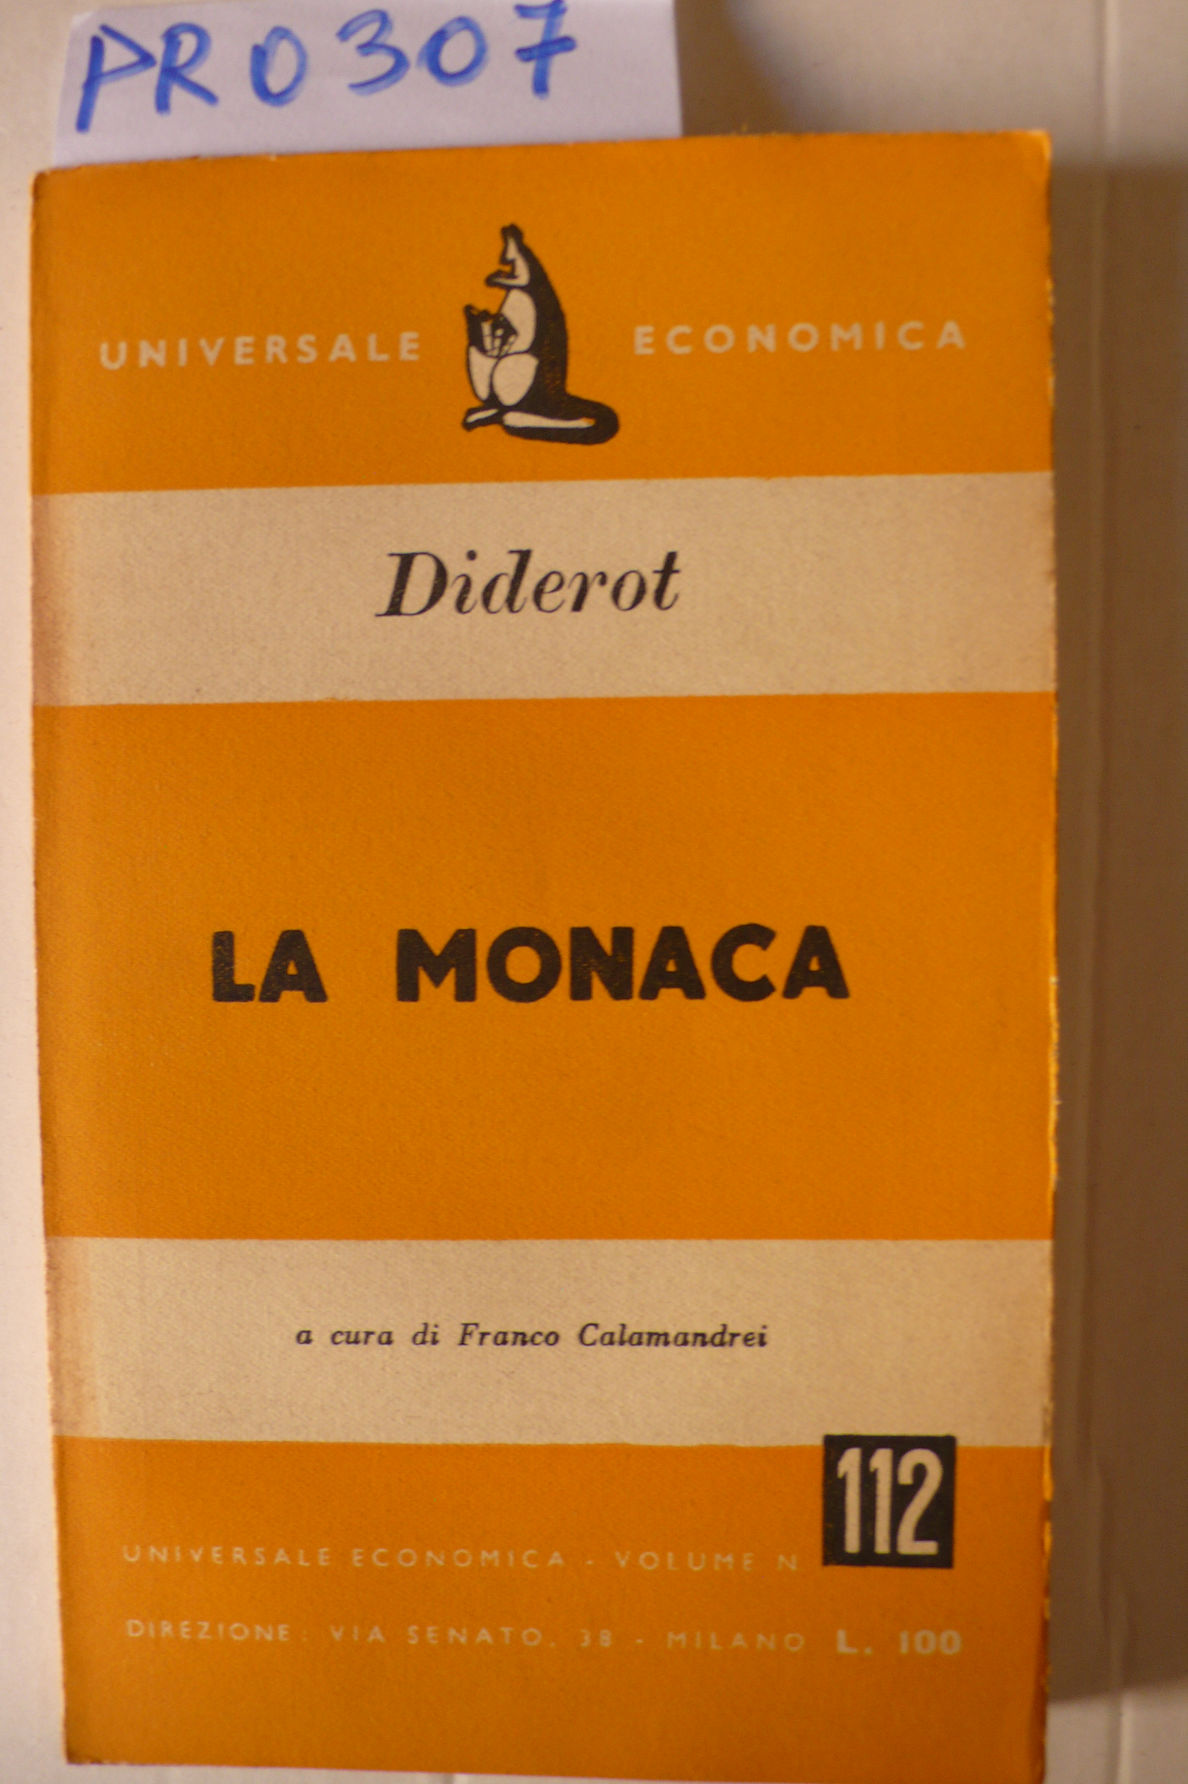 PR0307
UNIVERSALE ECONOMICA
Diderot
LA MONACA
a cura di Franco Calamandrei
112
UNIVERSALE ECONOMICA - VOLUME N
DIREZIONE: VIA SENATO, 38 - MILANO L. 100